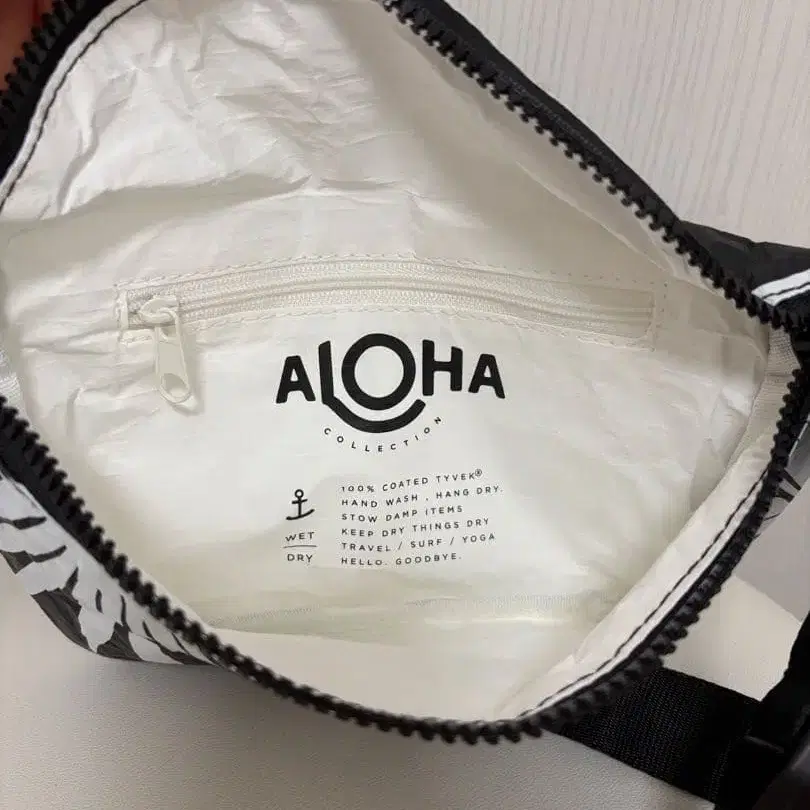 ALOHA
COLLECTION
100% COATED TYVEK®
HAND WASH , HANG DRY.
STOW DAMP ITEMS
KEEP DRY THINGS DRY
TRAVEL / SURF / YOGA
HELLO. GOODBYE.
WET
DRY